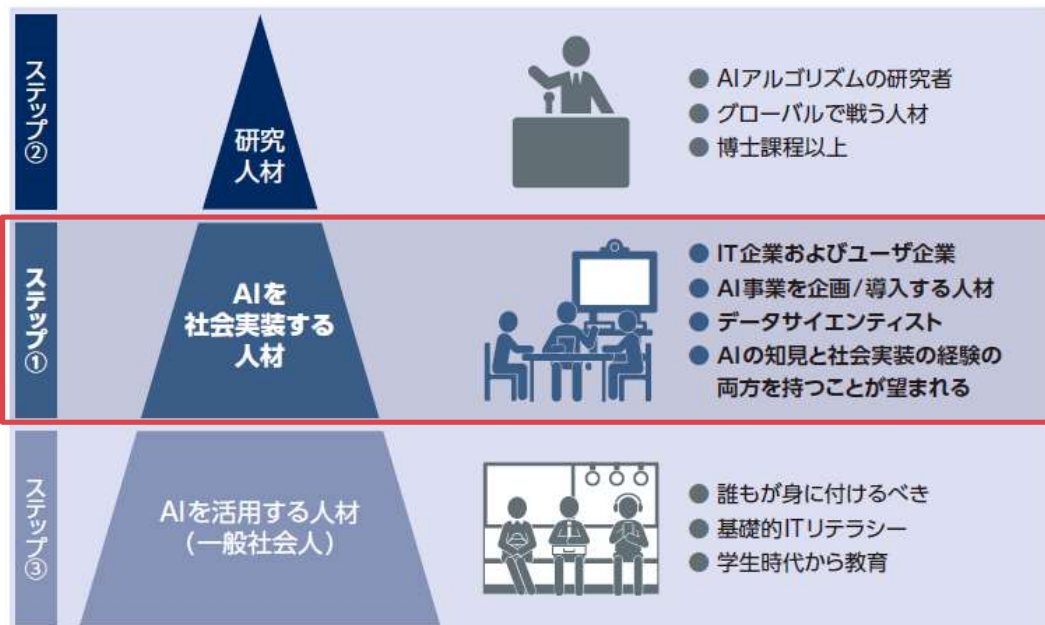 ステップ②
研究
人材
● AIアルゴリズムの研究者
● グローバルで戦う人材
● 博士課程以上
ステップ①
AIを
社会実装する
人材
● IT企業およびユーザ企業
● AI事業を企画/導入する人材
● データサイエンティスト
● AIの知見と社会実装の経験の
両方を持つことが望まれる
ステップ③
AIを活用する人材
（一般社会人）
● 誰もが身に付けるべき
● 基礎的ITリテラシー
● 学生時代から教育